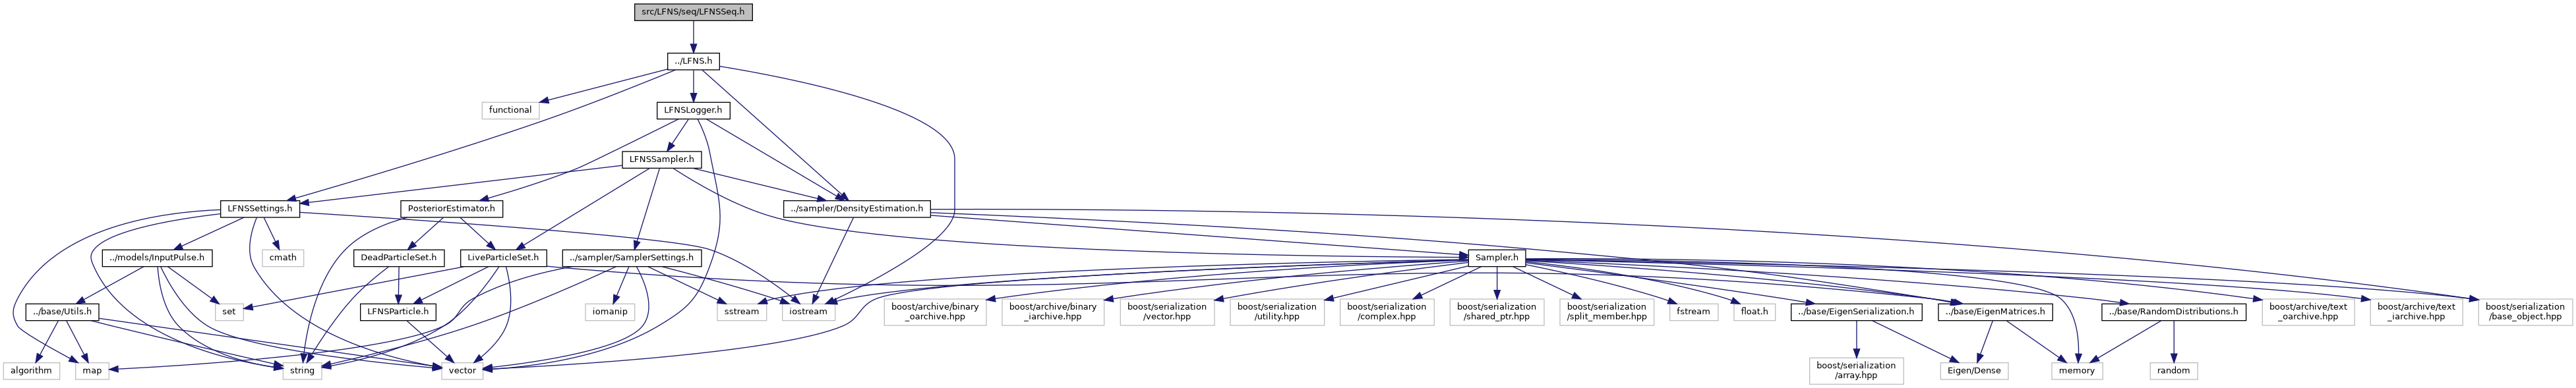 src/LFNS/seq/LFNSSeq.h
../LFNS.h
functional
LFNSLogger.h
LFNSSampler.h
LFNSSettings.h
PosteriorEstimator.h
../sampler/DensityEstimation.h
../models/InputPulse.h
cmath
DeadParticleSet.h
LiveParticleSet.h
../sampler/SamplerSettings.h
Sampler.h
../base/Utils.h
set
LFNSParticle.h
iomanip
sstream
iostream
boost/archive/binary
_oarchive.hpp
boost/archive/binary
_iarchive.hpp
boost/serialization
/vector.hpp
boost/serialization
/utility.hpp
boost/serialization
/complex.hpp
boost/serialization
/shared_ptr.hpp
boost/serialization
/split_member.hpp
fstream
float.h
../base/EigenSerialization.h
../base/EigenMatrices.h
../base/RandomDistributions.h
boost/archive/text
_oarchive.hpp
boost/archive/text
_iarchive.hpp
boost/serialization
/base_object.hpp
algorithm
map
string
vector
boost/serialization
/array.hpp
Eigen/Dense
memory
random